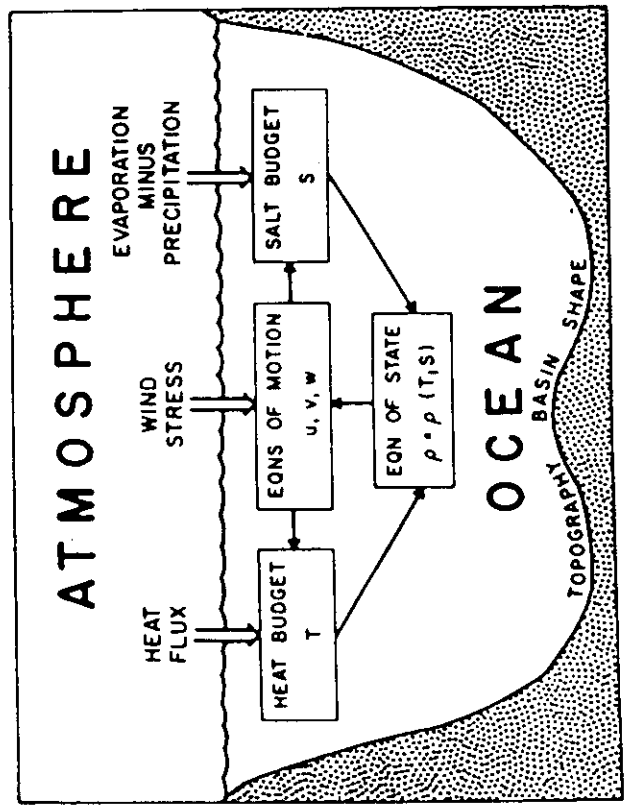 ATMOSPHERE
HEAT
FLUX
WIND
STRESS
EVAPORATION
MINUS
PRECIPITATION
HEAT BUDGET
T
EQNS OF MOTION
u, v, w
SALT BUDGET
S
EQN OF STATE
ρ = ρ (T,S)
OCEAN
TOPOGRAPHY
BASIN SHAPE